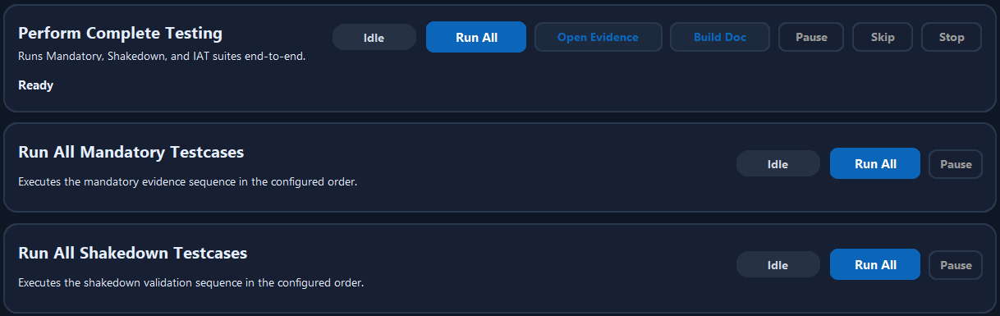 Perform Complete Testing
Idle
Run All
Open Evidence
Build Doc
Pause
Skip
Stop
Runs Mandatory, Shakedown, and IAT suites end-to-end.
Ready
Run All Mandatory Testcases
Idle
Run All
Pause
Executes the mandatory evidence sequence in the configured order.
Run All Shakedown Testcases
Idle
Run All
Pause
Executes the shakedown validation sequence in the configured order.